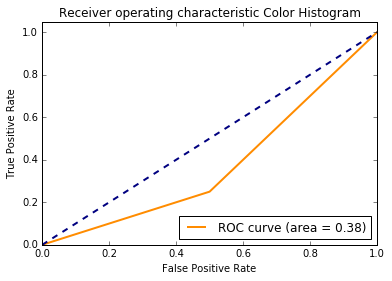 Receiver operating characteristic Color Histogram
1.0
0.8
0.6
0.4
0.2
0.0
True Positive Rate
ROC curve (area = 0.38)
0.0 0.2 0.4 0.6 0.8 1.0
False Positive Rate